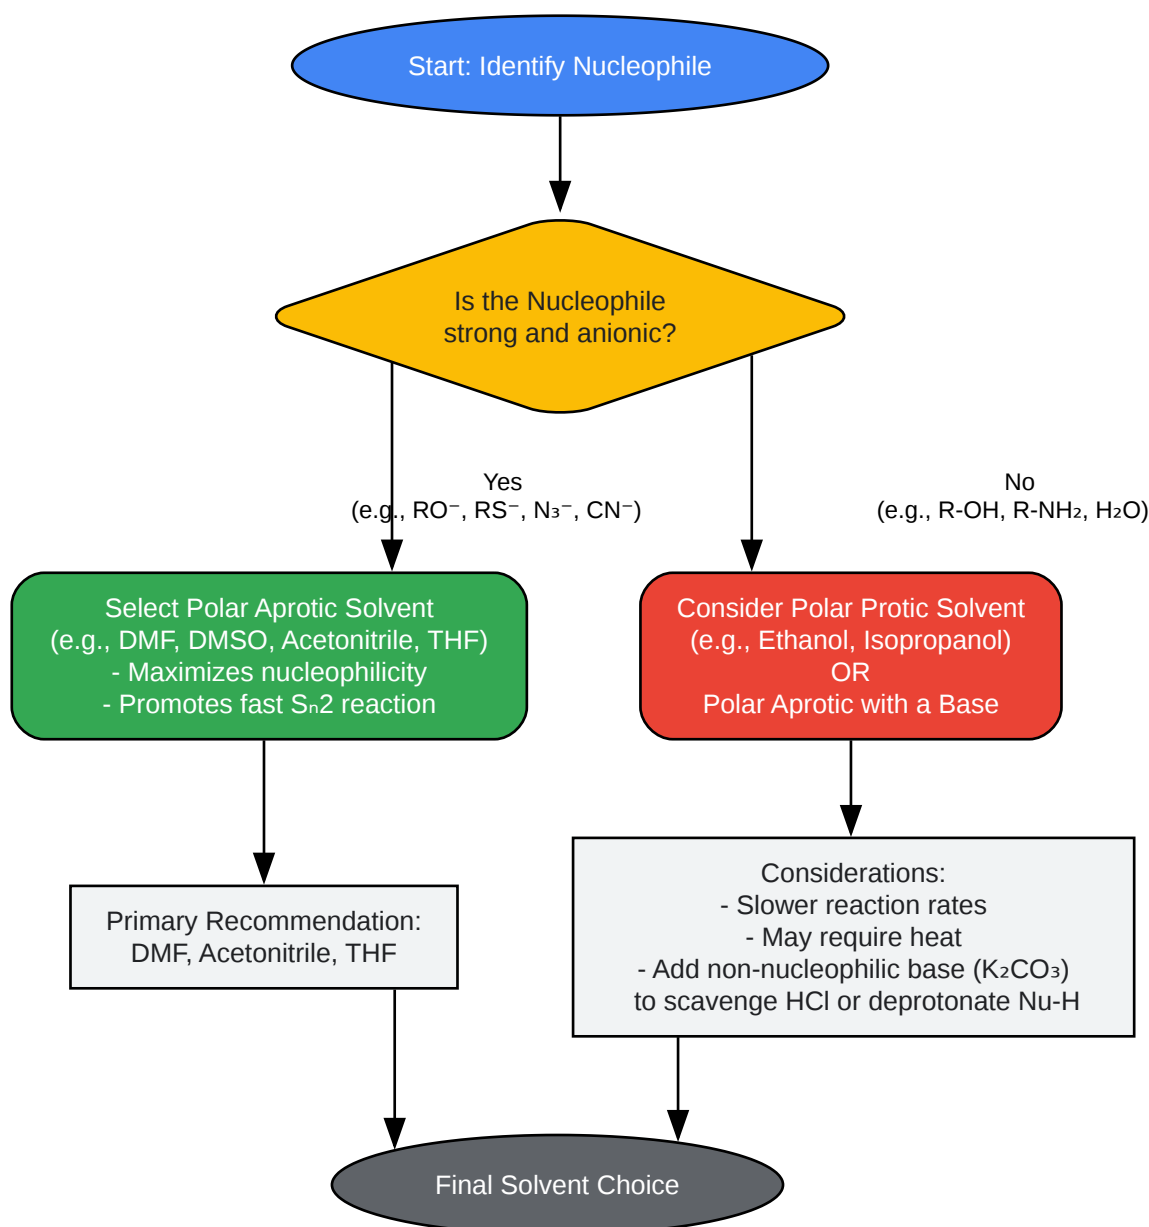 Start: Identify Nucleophile
Is the Nucleophile
strong and anionic?
Yes
(e.g., RO⁻, RS⁻, N₃⁻, CN⁻)
No
(e.g., R-OH, R-NH₂, H₂O)
Select Polar Aprotic Solvent
(e.g., DMF, DMSO, Acetonitrile, THF)
- Maximizes nucleophilicity
- Promotes fast Sₙ2 reaction
Consider Polar Protic Solvent
(e.g., Ethanol, Isopropanol)
OR
Polar Aprotic with a Base
Primary Recommendation:
DMF, Acetonitrile, THF
Considerations:
- Slower reaction rates
- May require heat
- Add non-nucleophilic base (K₂CO₃)
to scavenge HCl or deprotonate Nu-H
Final Solvent Choice